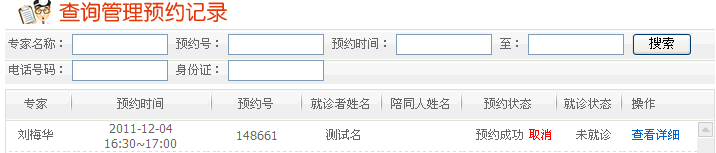 查询管理预约记录
专家名称： 预约号： 预约时间： 至： 搜索
电话号码： 身份证：
专家 预约时间 预约号 就诊者姓名 陪同人姓名 预约状态 就诊状态 操作
刘梅华 2011-12-04 148661 测试名 预约成功 取消 未就诊 查看详细
16:30~17:00